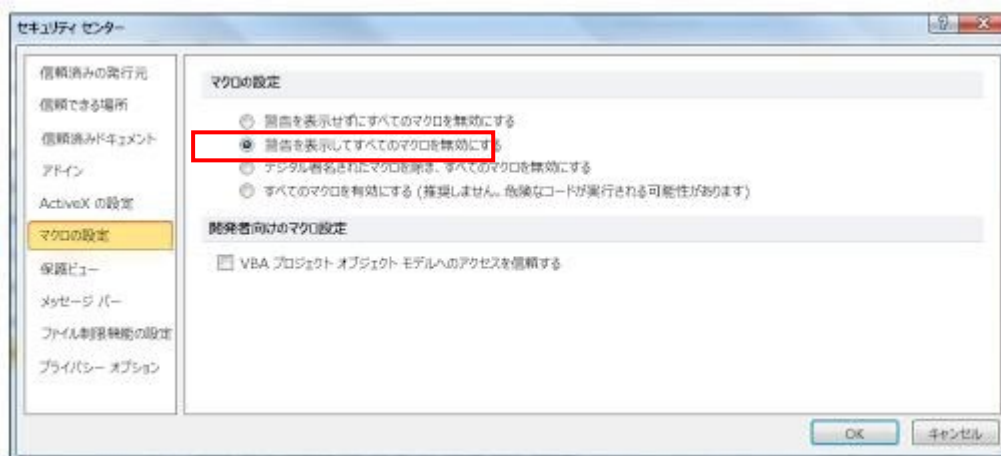 セキュリティ センター
信頼済みの発行元
信頼できる場所
信頼済みドキュメント
アドイン
ActiveX の設定
マクロの設定
保護ビュー
メッセージ バー
ファイル制限機能の設定
プライバシー オプション
マクロの設定
警告を表示せずにすべてのマクロを無効にする
警告を表示してすべてのマクロを無効にする
デジタル署名されたマクロを除き、すべてのマクロを無効にする
すべてのマクロを有効にする (推奨しません。危険なコードが実行される可能性があります)
開発者向けのマクロ設定
VBA プロジェクト オブジェクト モデルへのアクセスを信頼する
OK
キャンセル